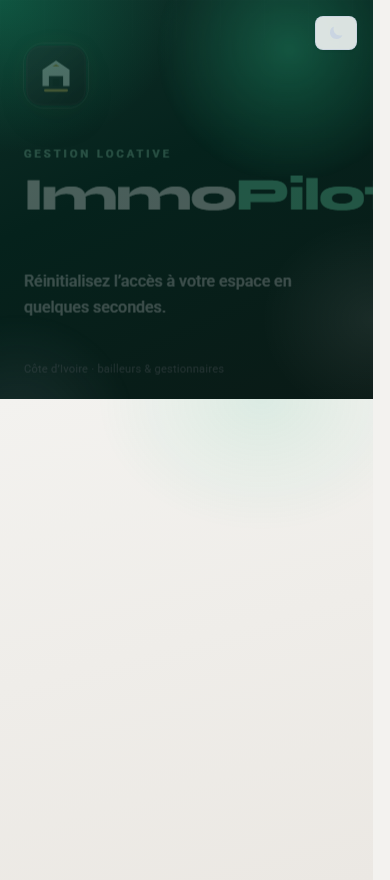 GESTION LOCATIVE
ImmoPilot
Réinitialisez l’accès à votre espace en
quelques secondes.
Côte d'Ivoire · bailleurs & gestionnaires